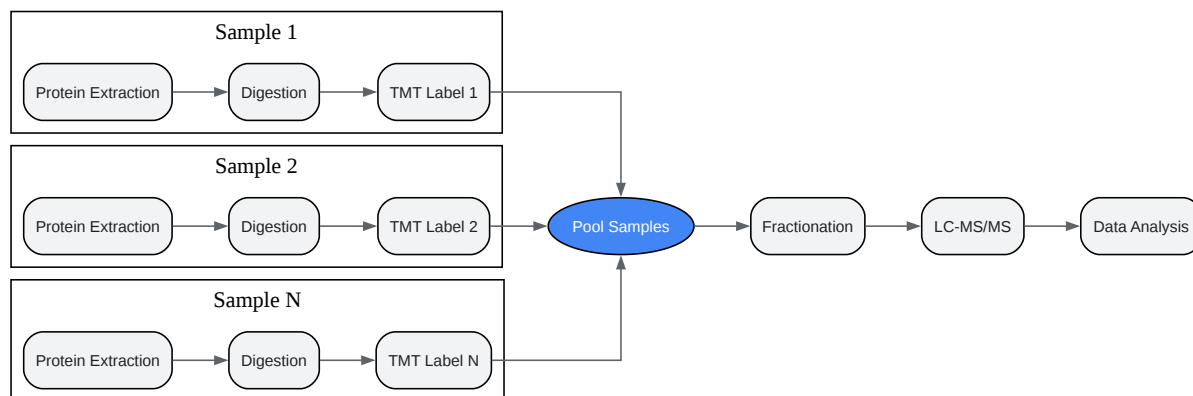 Sample 1
Protein Extraction
Digestion
TMT Label 1
Sample 2
Protein Extraction
Digestion
TMT Label 2
Pool Samples
Fractionation
LC-MS/MS
Data Analysis
Sample N
Protein Extraction
Digestion
TMT Label N